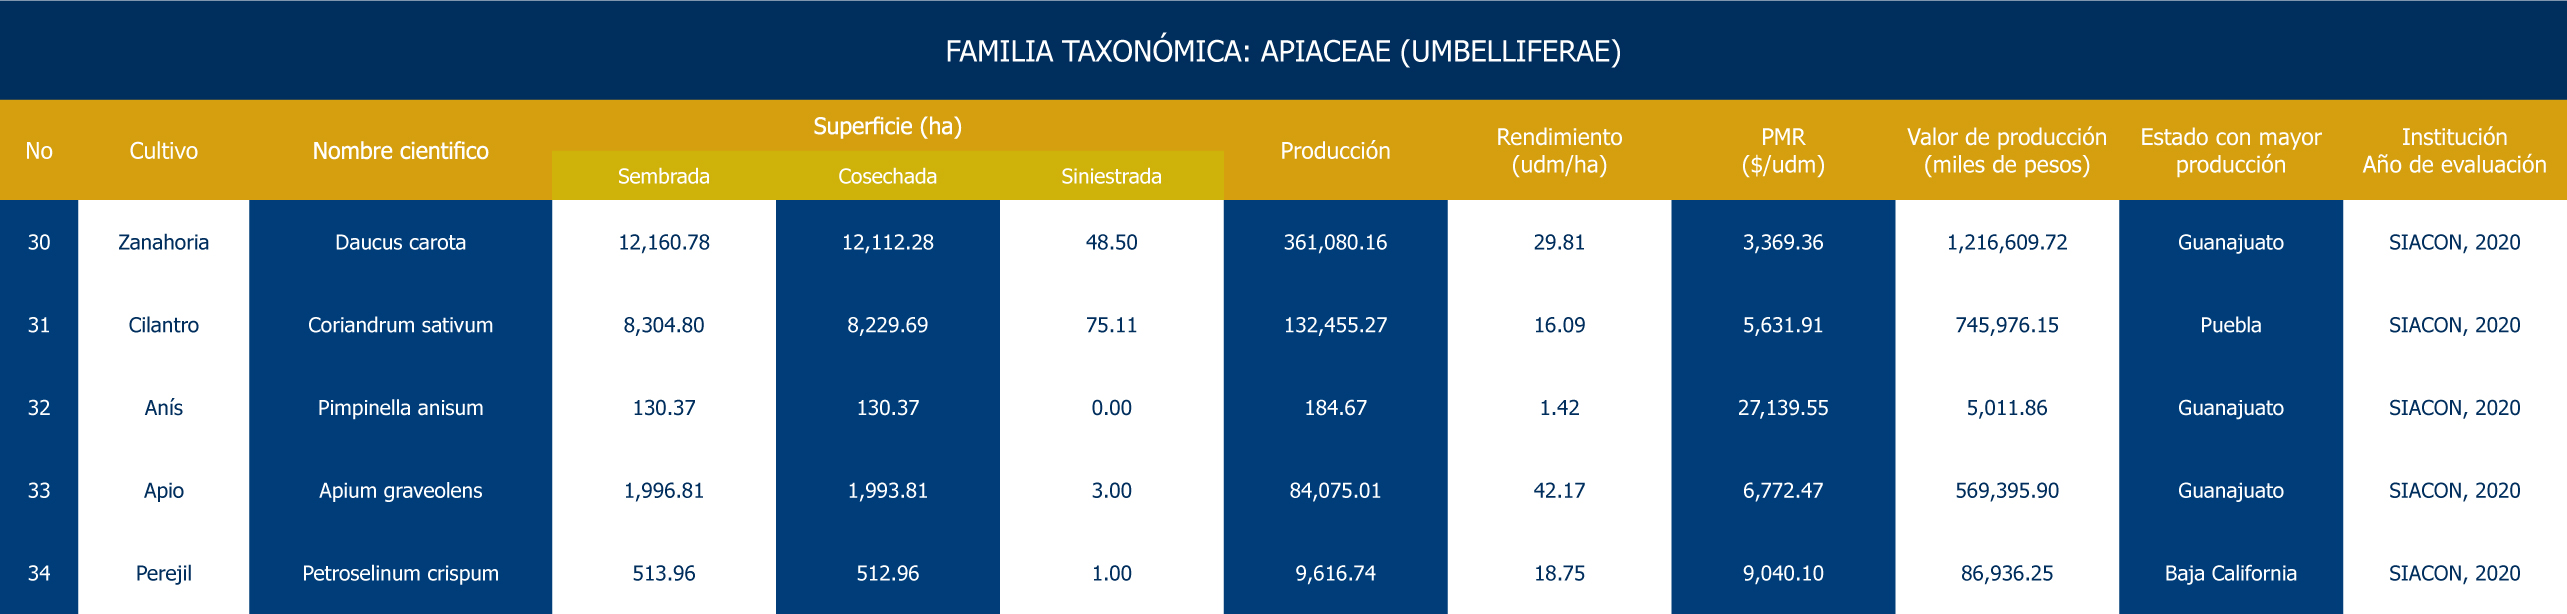 FAMILIA TAXONÓMICA: APIACEAE (UMBELLIFERAE)
No Cultivo Nombre cientifico Superficie (ha) Producción Rendimiento (udm/ha) PMR ($/udm) Valor de producción (miles de pesos) Estado con mayor producción Institución Año de evaluación
Sembrada Cosechada Siniestrada
30 Zanahoria Daucus carota 12,160.78 12,112.28 48.50 361,080.16 29.81 3,369.36 1,216,609.72 Guanajuato SIACON, 2020
31 Cilantro Coriandrum sativum 8,304.80 8,229.69 75.11 132,455.27 16.09 5,631.91 745,976.15 Puebla SIACON, 2020
32 Anís Pimpinella anisum 130.37 130.37 0.00 184.67 1.42 27,139.55 5,011.86 Guanajuato SIACON, 2020
33 Apio Apium graveolens 1,996.81 1,993.81 3.00 84,075.01 42.17 6,772.47 569,395.90 Guanajuato SIACON, 2020
34 Perejil Petroselinum crispum 513.96 512.96 1.00 9,616.74 18.75 9,040.10 86,936.25 Baja California SIACON, 2020